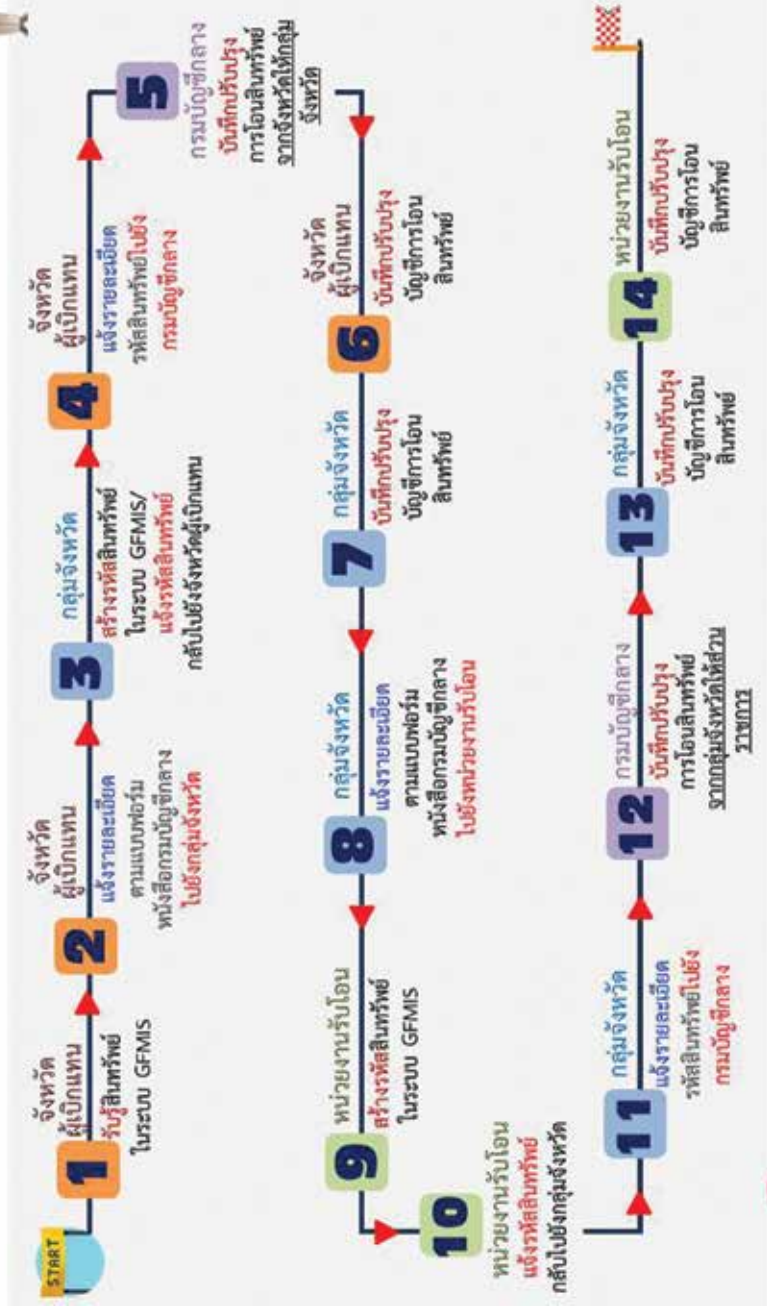 START
1
จังหวัด
ผู้เบิกแทน
รับรู้สินทรัพย์
ในระบบ GFMIS
2
จังหวัด
ผู้เบิกแทน
แจ้งรายละเอียด
ตามแบบฟอร์ม
หนังสือกรมบัญชีกลาง
ไปยังกลุ่มจังหวัด
3
กลุ่มจังหวัด
สร้างรหัสสินทรัพย์
ในระบบ GFMIS/
แจ้งรหัสสินทรัพย์
กลับไปยังจังหวัดผู้เบิกแทน
4
จังหวัด
ผู้เบิกแทน
แจ้งรายละเอียด
รหัสสินทรัพย์ไปยัง
กรมบัญชีกลาง
5
กรมบัญชีกลาง
บันทึกปรับปรุง
การโอนสินทรัพย์
จากจังหวัดให้กลุ่ม
จังหวัด
6
จังหวัด
ผู้เบิกแทน
บันทึกปรับปรุง
บัญชีการโอน
สินทรัพย์
7
กลุ่มจังหวัด
บันทึกปรับปรุง
บัญชีการโอน
สินทรัพย์
8
กลุ่มจังหวัด
แจ้งรายละเอียด
ตามแบบฟอร์ม
หนังสือกรมบัญชีกลาง
ไปยังหน่วยงานรับโอน
9
หน่วยงานรับโอน
สร้างรหัสสินทรัพย์
ในระบบ GFMIS
10
หน่วยงานรับโอน
แจ้งรหัสสินทรัพย์
กลับไปยังกลุ่มจังหวัด
11
กลุ่มจังหวัด
แจ้งรายละเอียด
รหัสสินทรัพย์ไปยัง
กรมบัญชีกลาง
12
กรมบัญชีกลาง
บันทึกปรับปรุง
การโอนสินทรัพย์
จากกลุ่มจังหวัดให้ส่วน
ราชการ
13
กลุ่มจังหวัด
บันทึกปรับปรุง
บัญชีการโอน
สินทรัพย์
14
หน่วยงานรับโอน
บันทึกปรับปรุง
บัญชีการโอน
สินทรัพย์